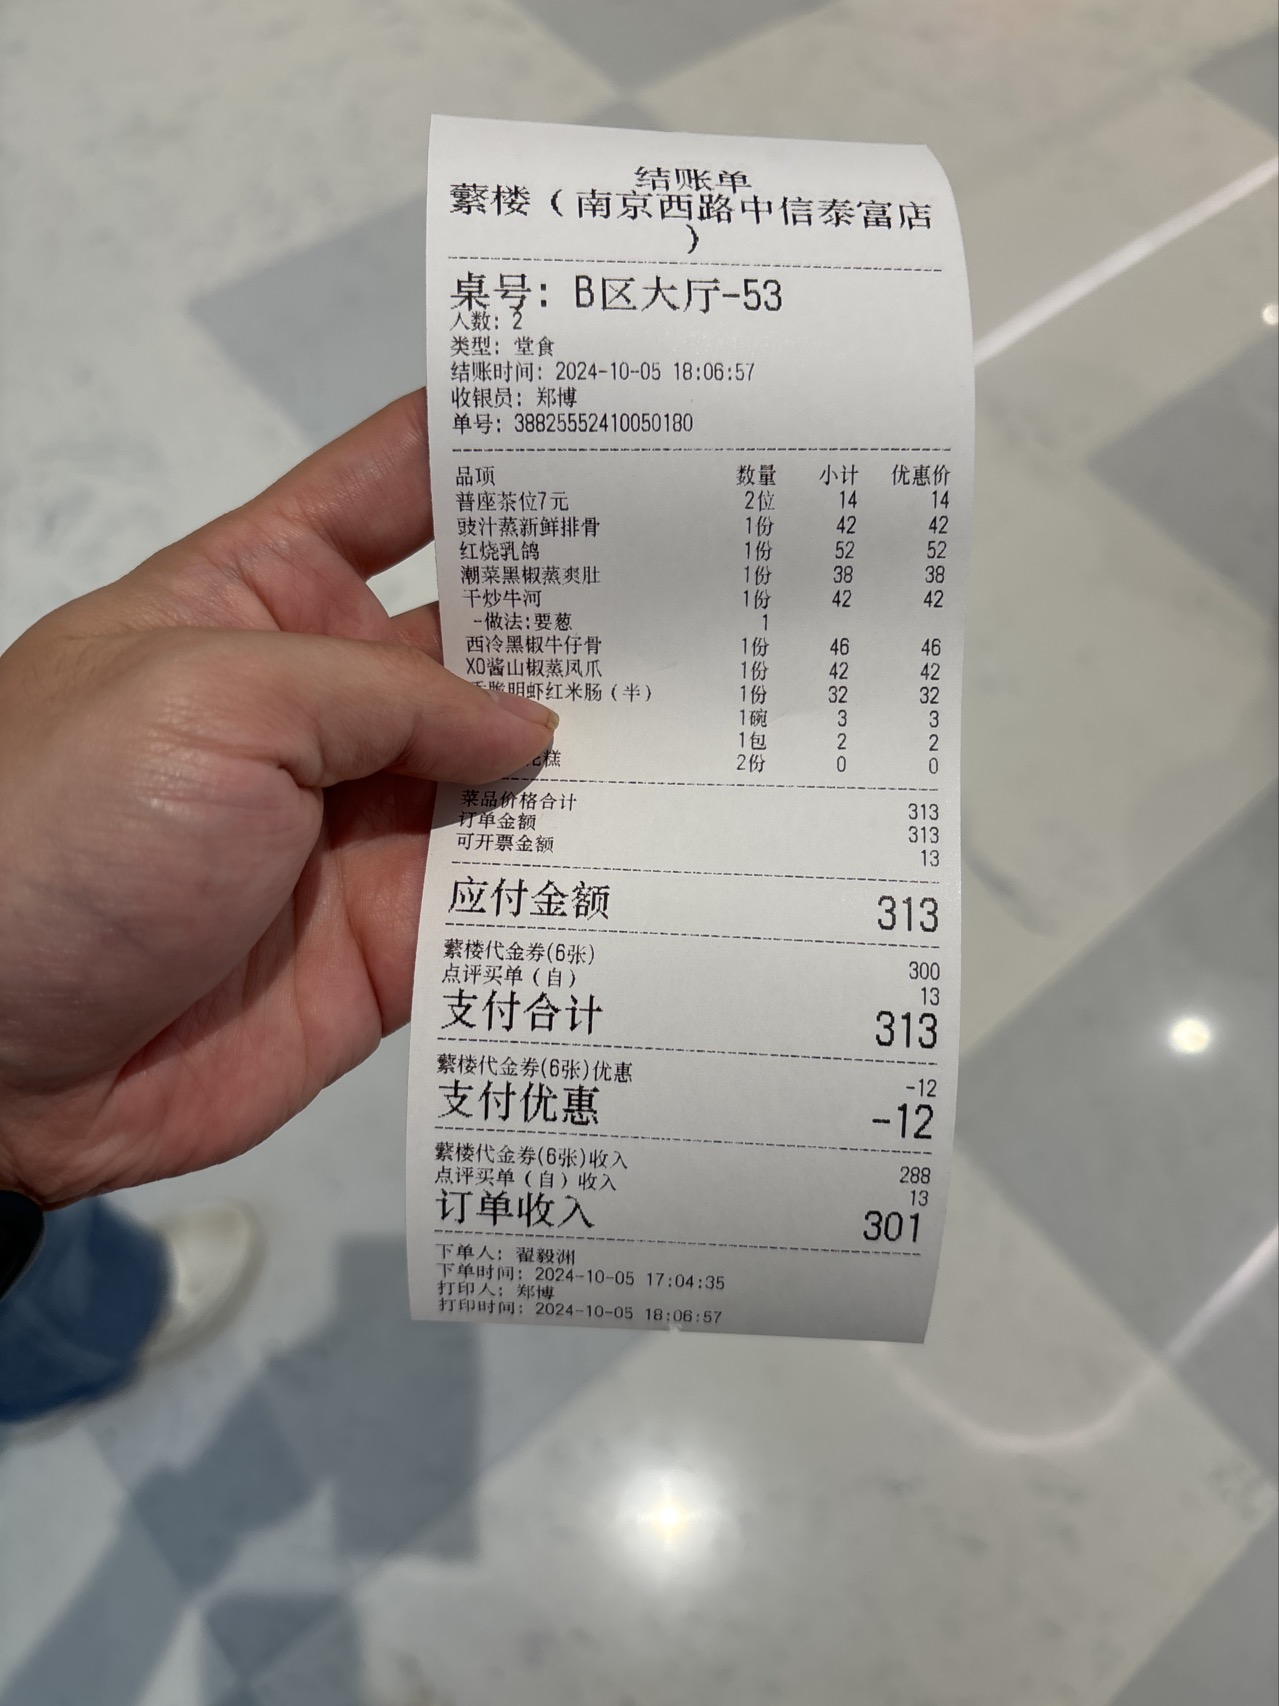 结账单
蘩楼（南京西路中信泰富店
）
桌号: B区大厅-53
人数: 2
类型: 堂食
结账时间: 2024-10-05 18:06:57
收银员: 郑博
单号: 38825552410050180
品项 数量 小计 优惠价
普座茶位7元 2位 14 14
豉汁蒸新鲜排骨 1份 42 42
红烧乳鸽 1份 52 52
潮菜黑椒蒸爽肚 1份 38 38
干炒牛河 1份 42 42
-做法:要葱 1
西冷黑椒牛仔骨 1份 46 46
XO酱山椒蒸凤爪 1份 42 42
脆明虾红米肠（半） 1份 32 32
1碗 3 3
1包 2 2
糕 2份 0 0
菜品价格合计 313
订单金额 313
可开票金额 13
应付金额 313
蘩楼代金券(6张) 300
点评买单（自） 13
支付合计 313
蘩楼代金券(6张)优惠 -12
支付优惠 -12
蘩楼代金券(6张)收入 288
点评买单（自）收入 13
订单收入 301
下单人: 翟毅洲
下单时间: 2024-10-05 17:04:35
打印人: 郑博
打印时间: 2024-10-05 18:06:57